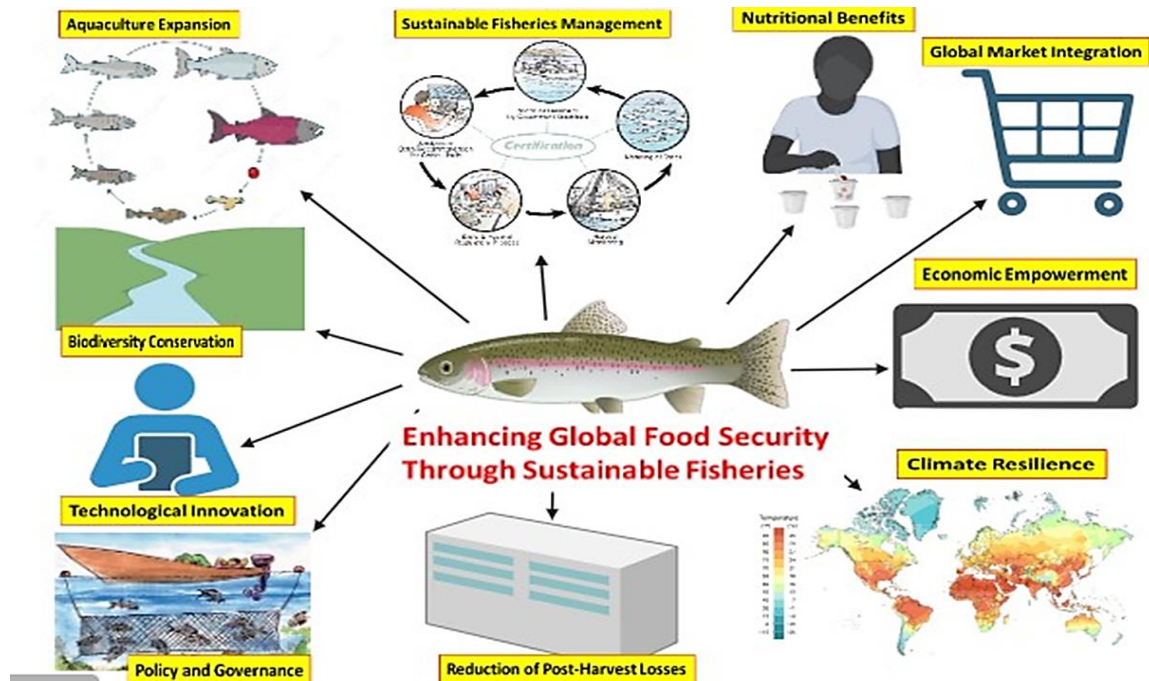 Aquaculture Expansion
Sustainable Fisheries Management
Nutritional Benefits
Global Market Integration
Certification
Biodiversity Conservation
Economic Empowerment
Enhancing Global Food Security
Through Sustainable Fisheries
Technological Innovation
Climate Resilience
Temperature
Policy and Governance
Reduction of Post-Harvest Losses
$